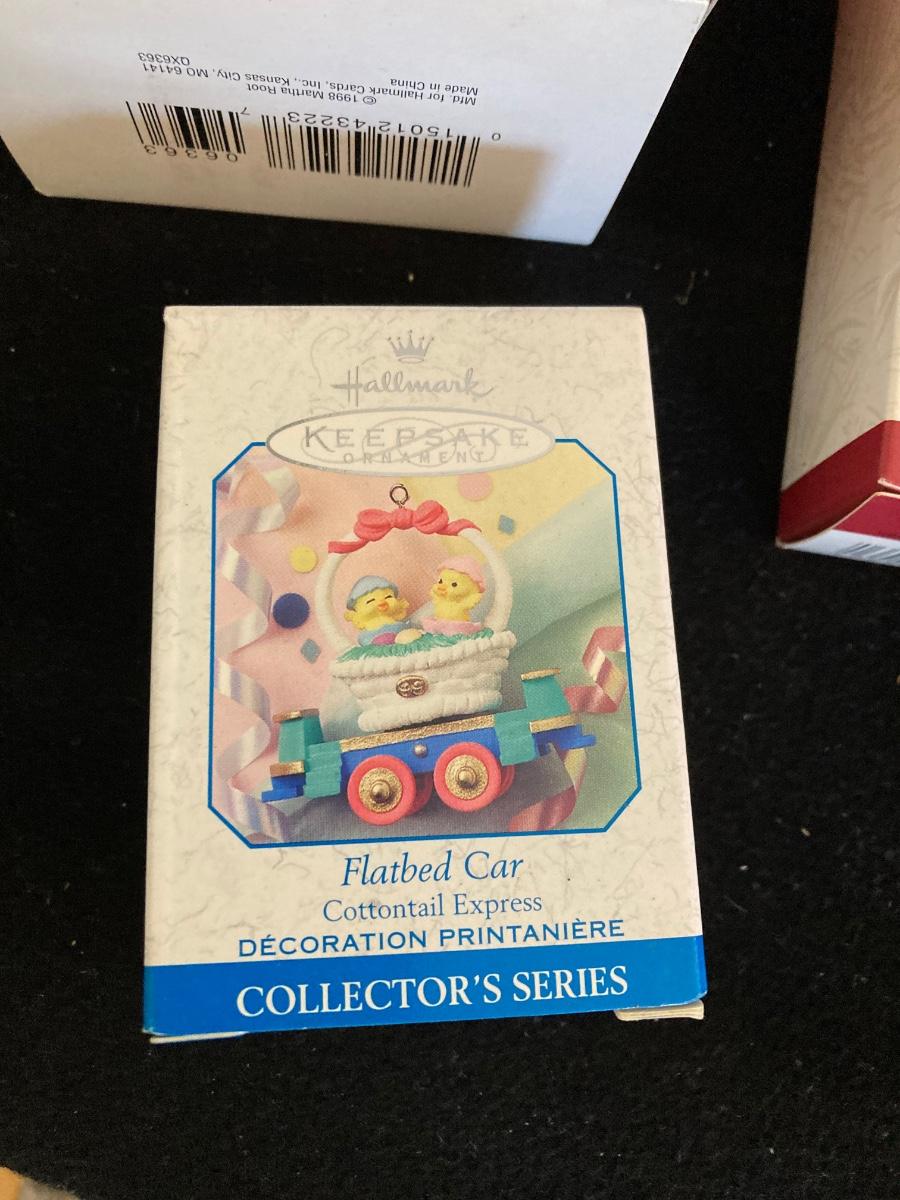 QX6363
© 1998 Martha Root
Mfd. for Hallmark Cards, Inc., Kansas City, MO 64141
Made in China
0 15012 43223 7
06363
Hallmark
KEEPSAKE
ORNAMENT
Flatbed Car
Cottontail Express
DÉCORATION PRINTANIÈRE
COLLECTOR'S SERIES